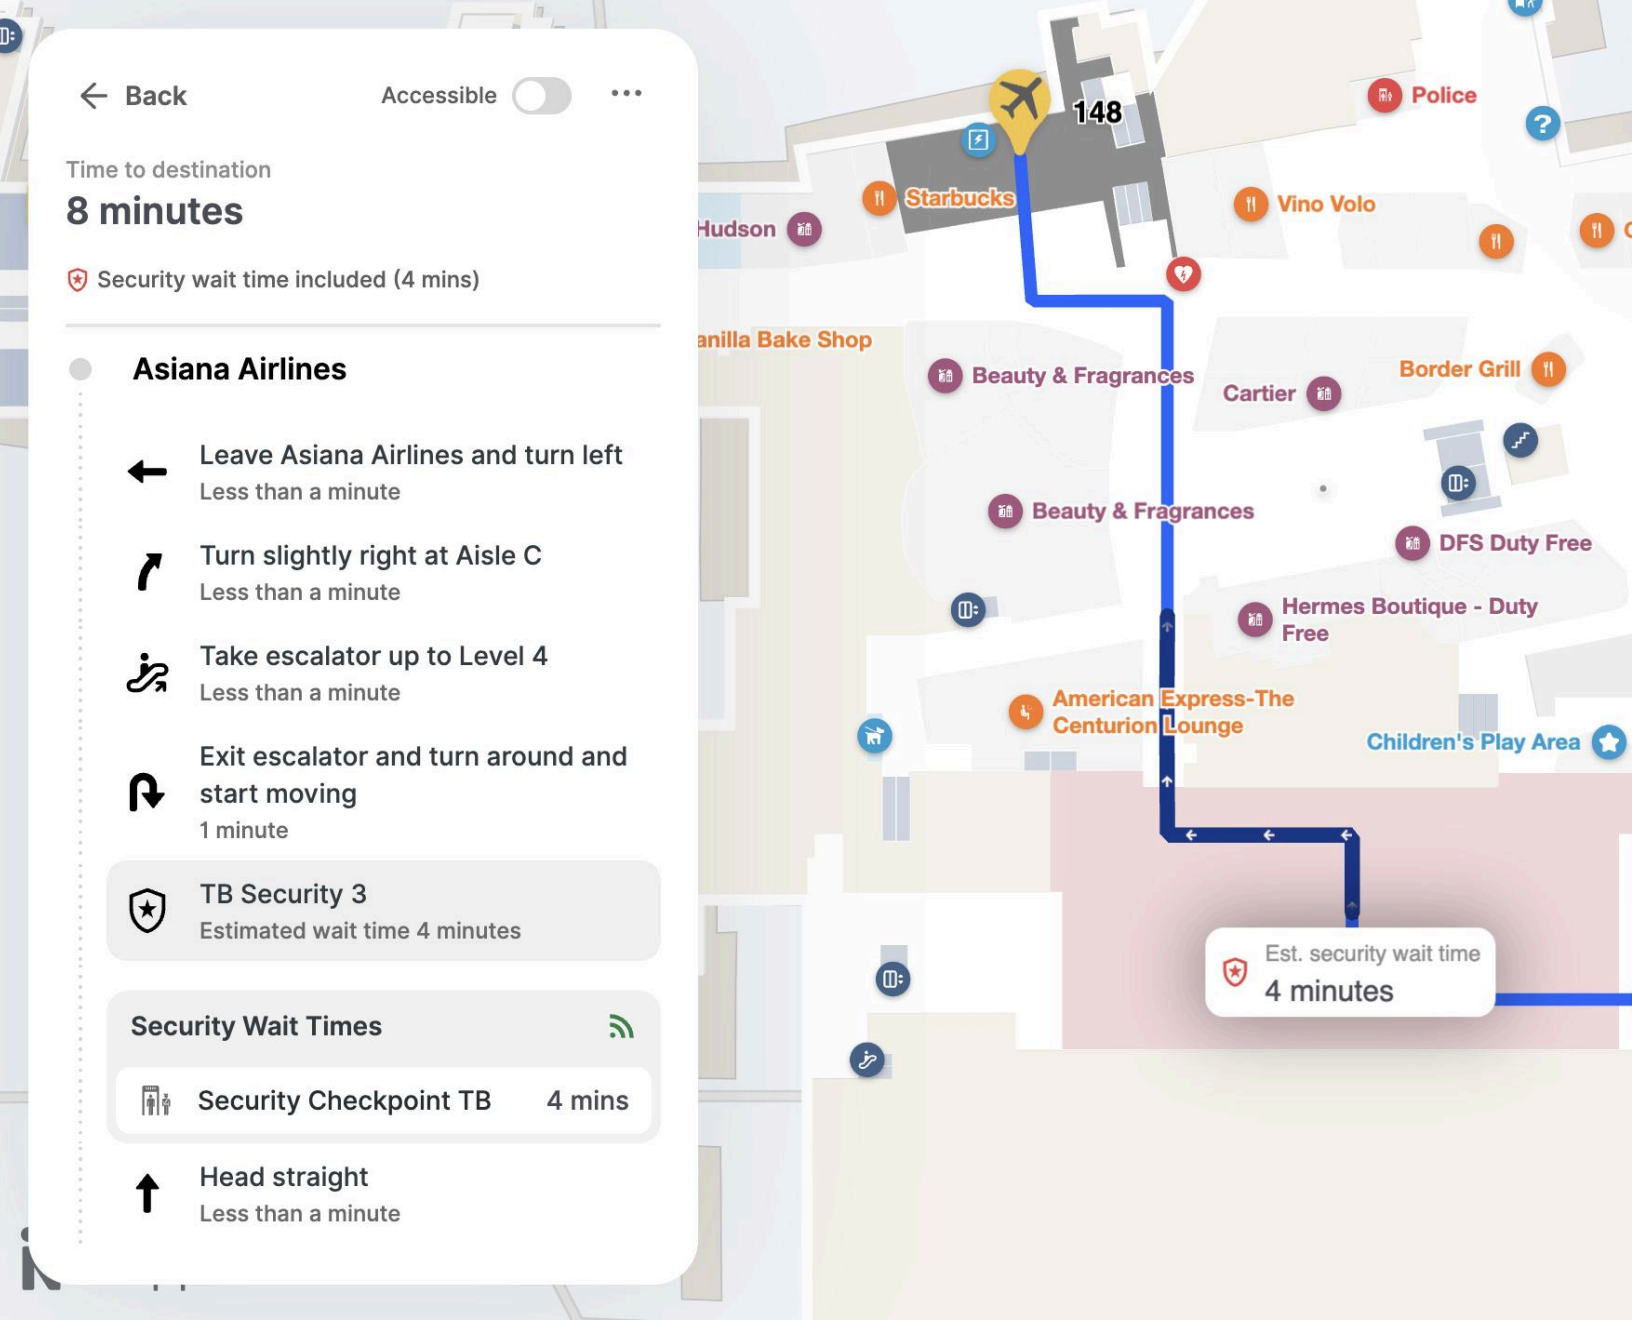 Back
Accessible
Time to destination
8 minutes
Security wait time included (4 mins)
Asiana Airlines
Leave Asiana Airlines and turn left
Less than a minute
Turn slightly right at Aisle C
Less than a minute
Take escalator up to Level 4
Less than a minute
Exit escalator and turn around and
start moving
1 minute
TB Security 3
Estimated wait time 4 minutes
Security Wait Times
Security Checkpoint TB 4 mins
Head straight
Less than a minute
148
Police
?
Starbucks
Vino Volo
Hudson
anilla Bake Shop
Beauty & Fragrances
Cartier
Border Grill
Beauty & Fragrances
DFS Duty Free
Hermes Boutique - Duty
Free
American Express-The
Centurion Lounge
Children's Play Area
Est. security wait time
4 minutes